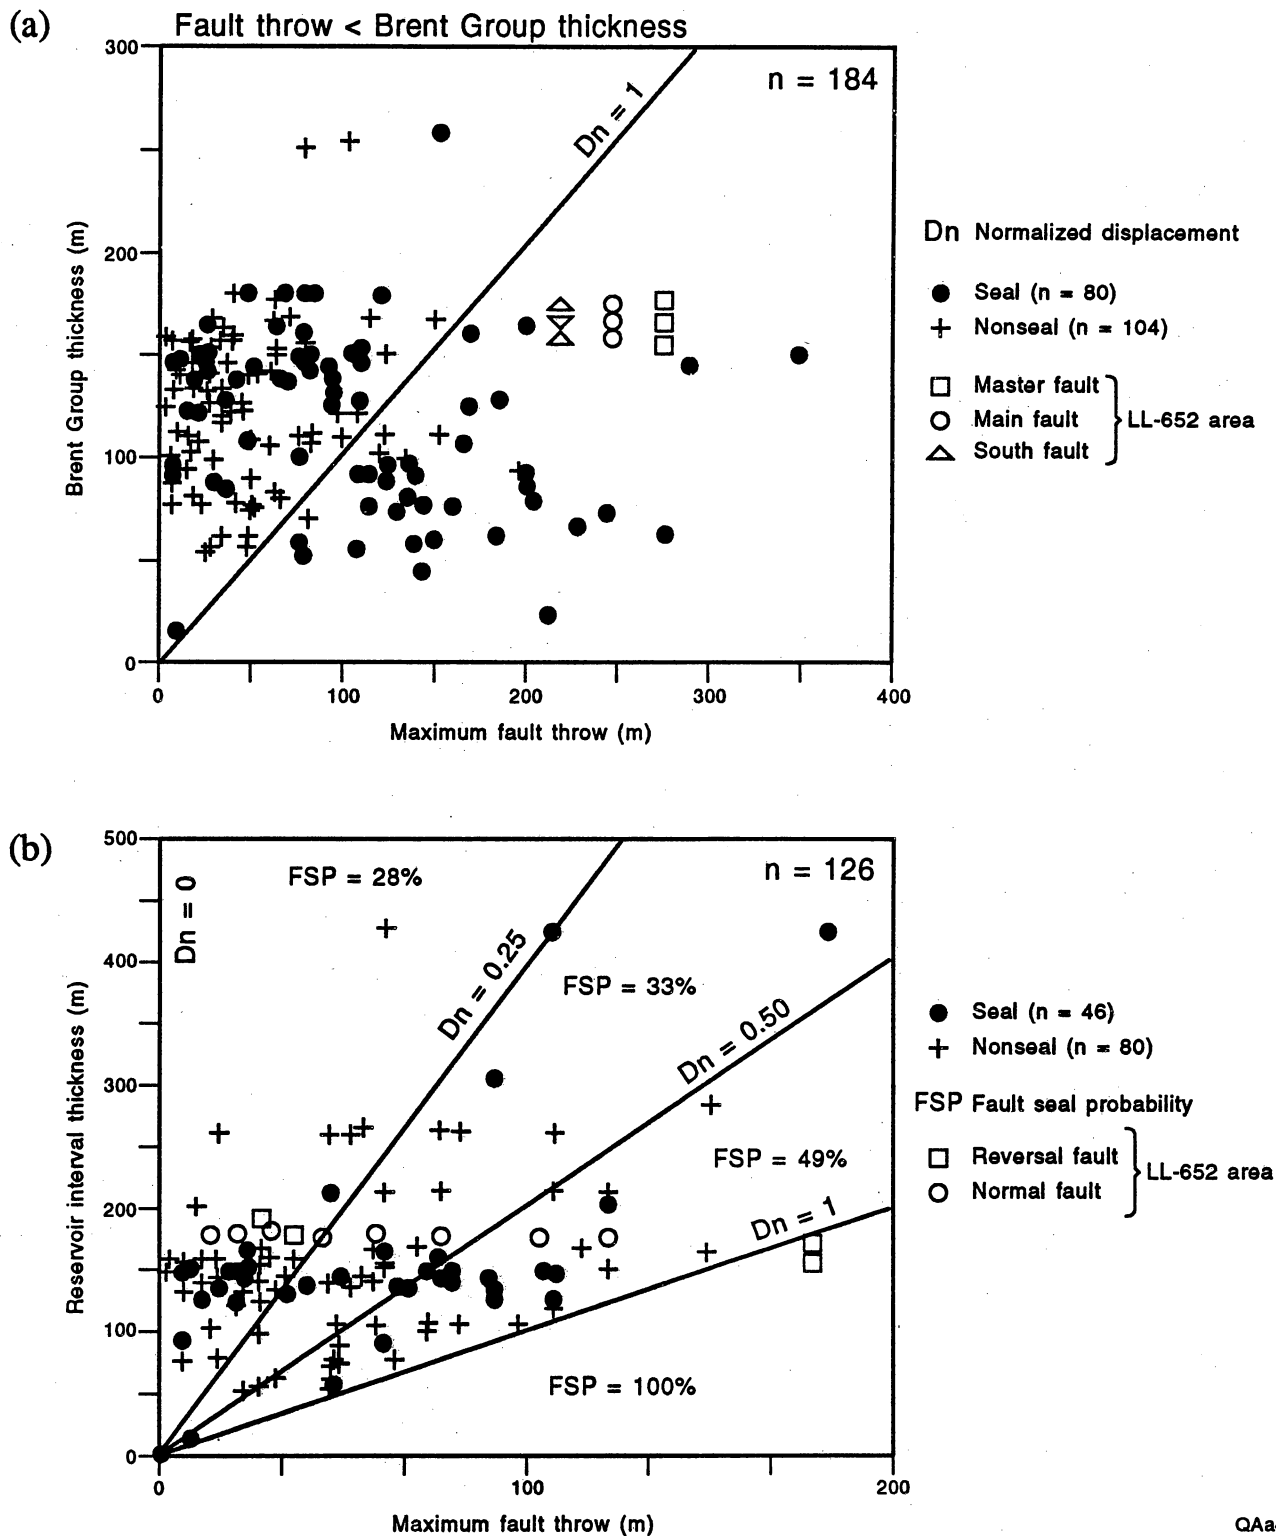 (a)
Fault throw < Brent Group thickness
300
200
100
0
Brent Group thickness (m)
n = 184
Dn = 1
0 100 200 300 400
Maximum fault throw (m)
Dn Normalized displacement
Seal (n = 80)
Nonseal (n = 104)
Master fault
Main fault
South fault
LL-652 area
(b)
500
400
300
200
100
0
Reservoir interval thickness (m)
Dn = 0
FSP = 28%
n = 126
Dn = 0.25
FSP = 33%
Dn = 0.50
FSP = 49%
Dn = 1
FSP = 100%
0 100 200
Maximum fault throw (m)
Seal (n = 46)
Nonseal (n = 80)
FSP Fault seal probability
Reversal fault
Normal fault
LL-652 area
QAa